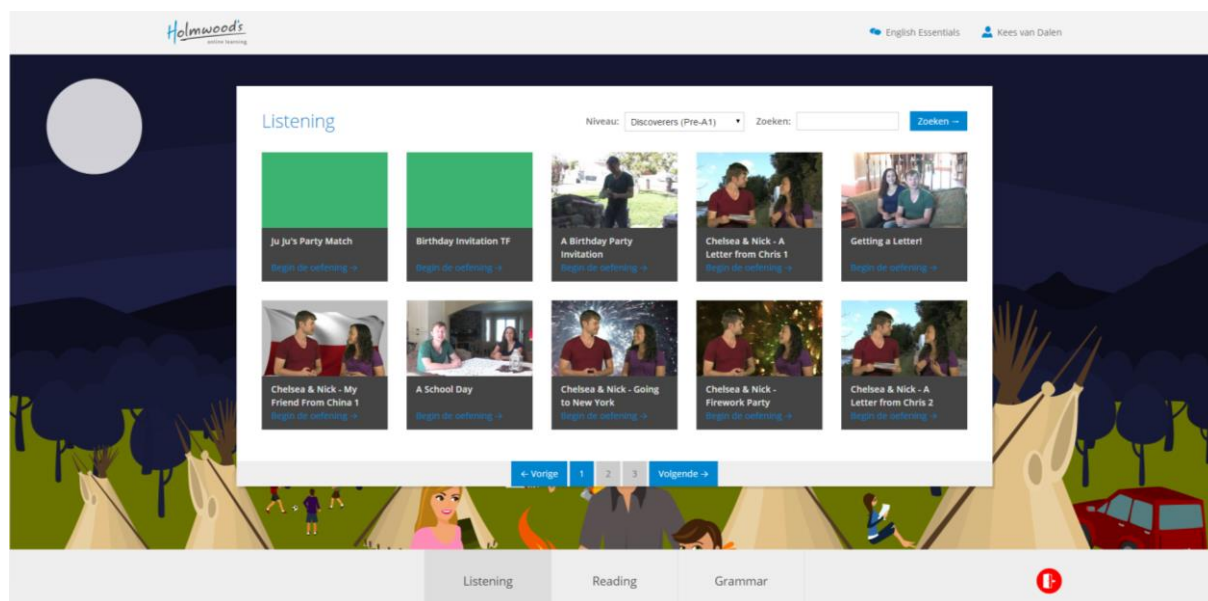 Holmwood's
online learning
English Essentials
Kees van Dalen
Listening
Niveau:
Discoverers (Pre-A1)
Zoeken:
Zoeken →
Ju Ju's Party Match
Begin de oefening →
Birthday Invitation TF
Begin de oefening →
A Birthday Party
Invitation
Begin de oefening →
Chelsea & Nick - A
Letter from Chris 1
Begin de oefening →
Getting a Letter!
Begin de oefening →
Chelsea & Nick - My
Friend From China 1
Begin de oefening →
A School Day
Begin de oefening →
Chelsea & Nick - Going
to New York
Begin de oefening →
Chelsea & Nick -
Firework Party
Begin de oefening →
Chelsea & Nick - A
Letter from Chris 2
Begin de oefening →
← Vorige 1 2 3 Volgende →
Listening
Reading
Grammar